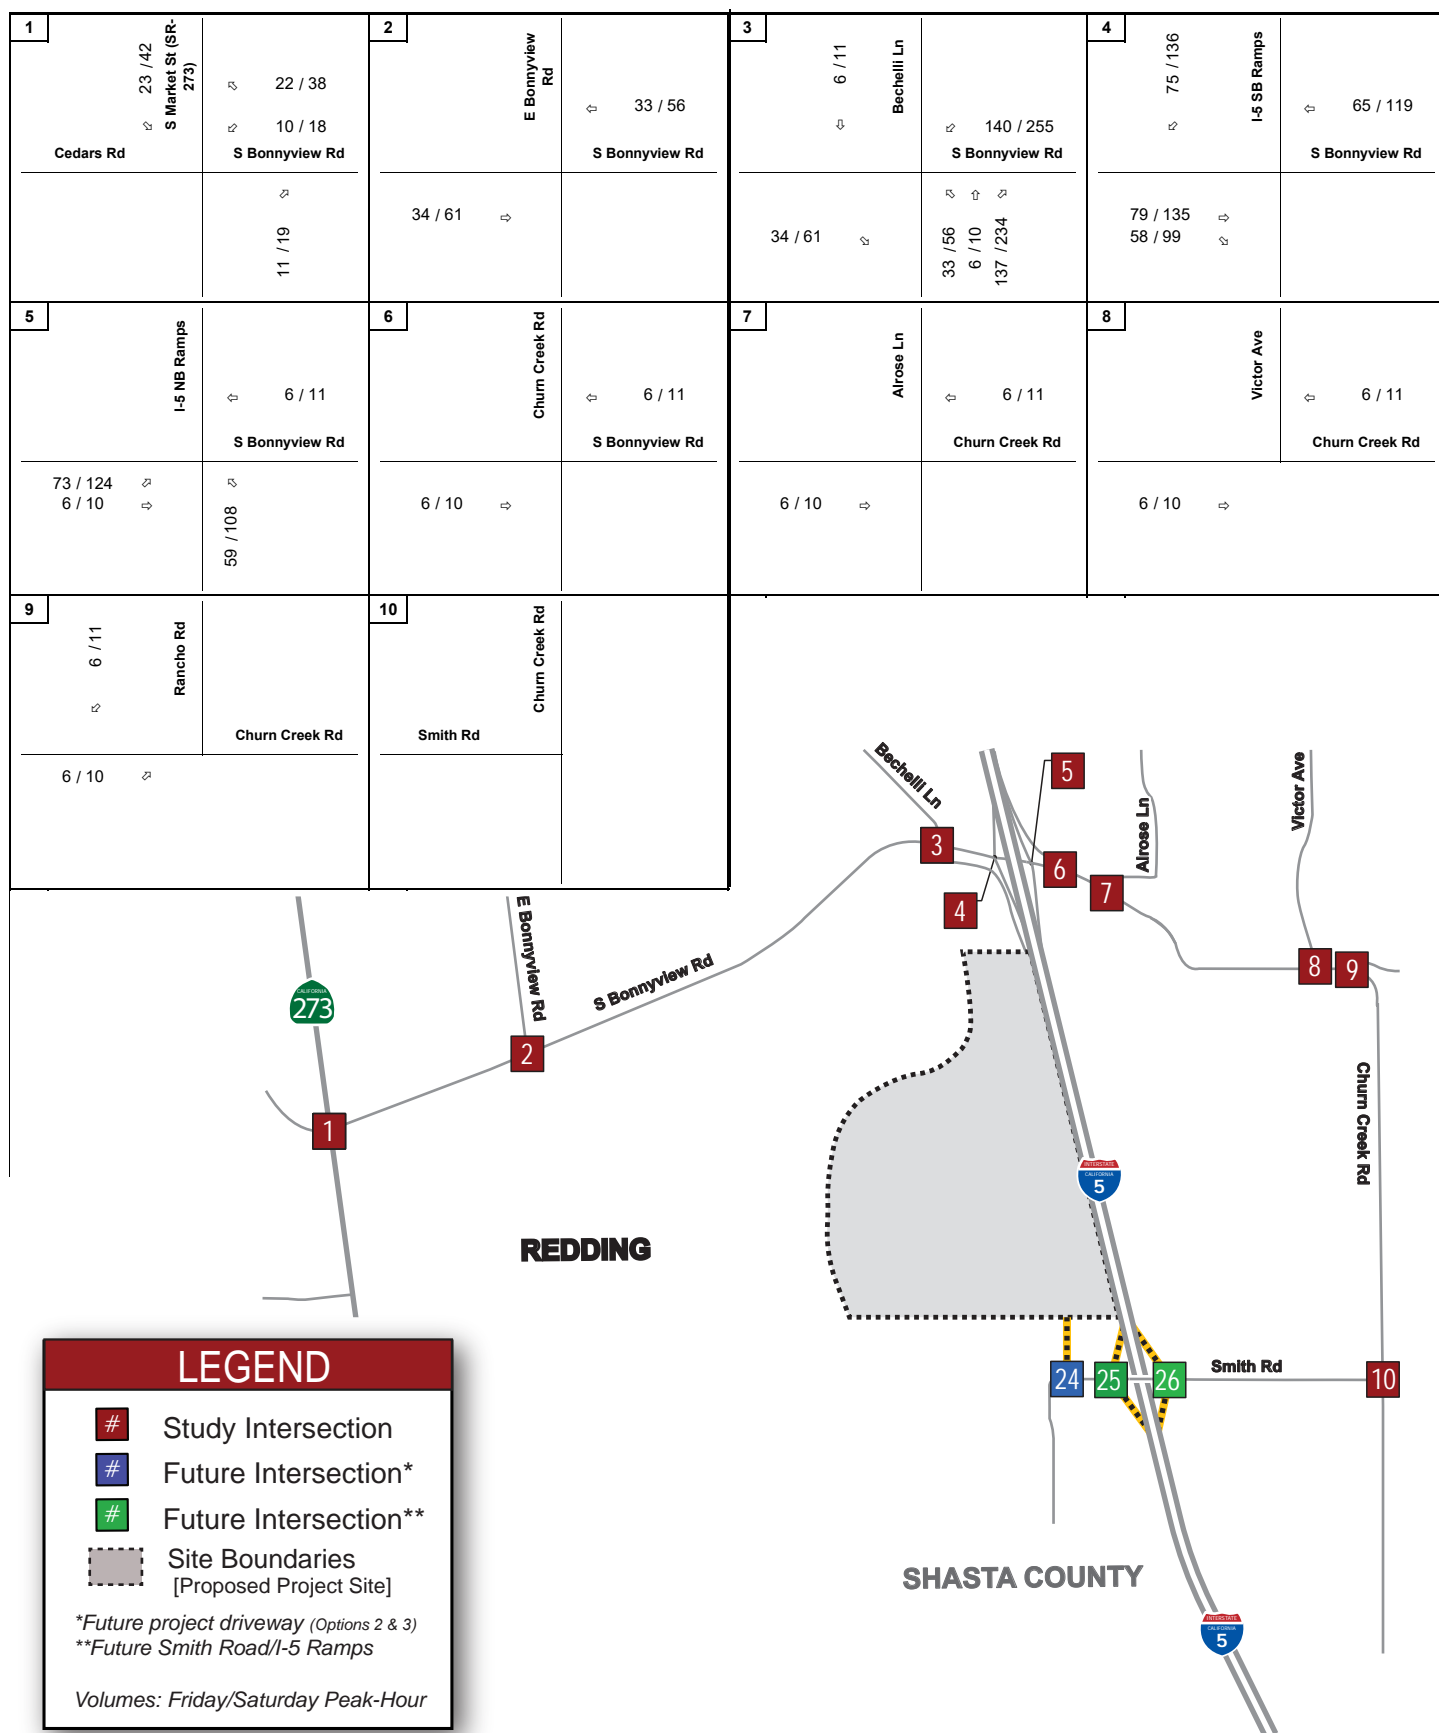 1
23 / 42
S Market St (SR-
273)
22 / 38
10 / 18
Cedars Rd
S Bonnyview Rd
11 / 19
2
E Bonnyview
Rd
33 / 56
S Bonnyview Rd
34 / 61
3
6 / 11
Bechelli Ln
140 / 255
S Bonnyview Rd
34 / 61
33 / 56
6 / 10
137 / 234
4
75 / 136
I-5 SB Ramps
65 / 119
S Bonnyview Rd
79 / 135
58 / 99
5
I-5 NB Ramps
6 / 11
S Bonnyview Rd
73 / 124
6 / 10
59 / 108
6
Churn Creek Rd
6 / 11
S Bonnyview Rd
6 / 10
7
Alrose Ln
6 / 11
Churn Creek Rd
6 / 10
8
Victor Ave
6 / 11
Churn Creek Rd
6 / 10
9
6 / 11
Rancho Rd
Churn Creek Rd
6 / 10
10
Churn Creek Rd
Smith Rd
Bechelli Ln
5
Alrose Ln
Victor Ave
3
6
7
4
E Bonnyview Rd
S Bonnyview Rd
8
9
CALIFORNIA
273
2
1
Churn Creek Rd
INTERSTATE
CALIFORNIA
5
REDDING
24
25
26
Smith Rd
10
SHASTA COUNTY
INTERSTATE
CALIFORNIA
5
LEGEND
# Study Intersection
# Future Intersection*
# Future Intersection**
Site Boundaries
[Proposed Project Site]
*Future project driveway (Options 2 & 3)
**Future Smith Road/I-5 Ramps
Volumes: Friday/Saturday Peak-Hour